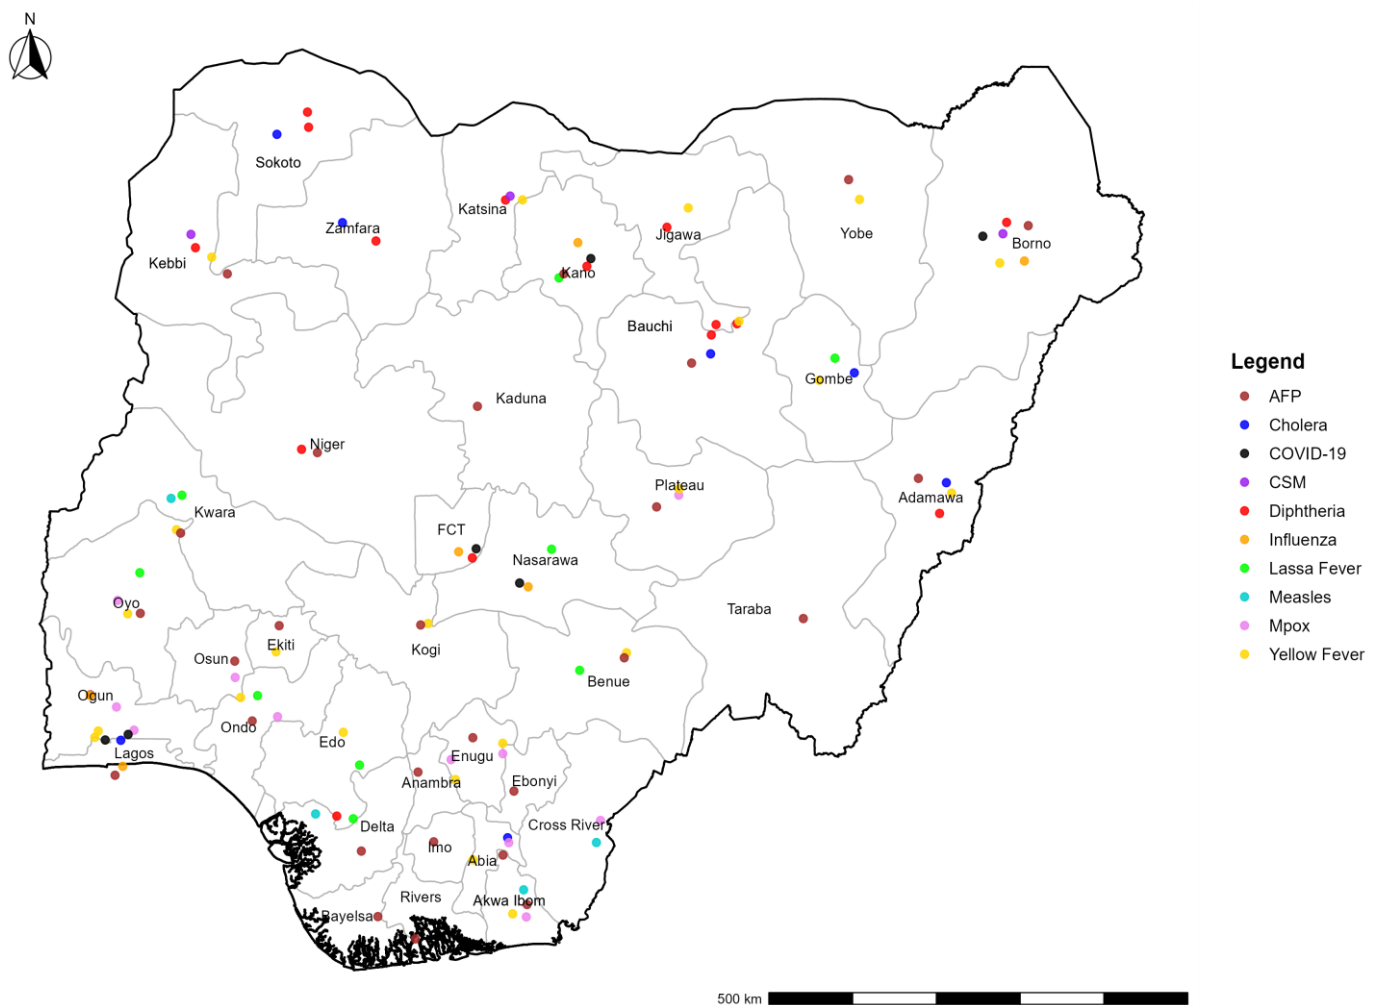 N
Sokoto
Katsina
Zamfara
Jigawa
Yobe
Borno
Kebbi
Kano
Bauchi
Gombe
Kaduna
Niger
Plateau
Adamawa
Kwara
FCT
Nasarawa
Oyo
Taraba
Ekiti
Kogi
Osun
Benue
Ogun
Ondo
Edo
Lagos
Enugu
Anambra
Ebonyi
Delta
Cross River
Imo
Abia
Rivers
Akwa Ibom
Bayelsa
Legend
AFP
Cholera
COVID-19
CSM
Diphtheria
Influenza
Lassa Fever
Measles
Mpox
Yellow Fever
500 km